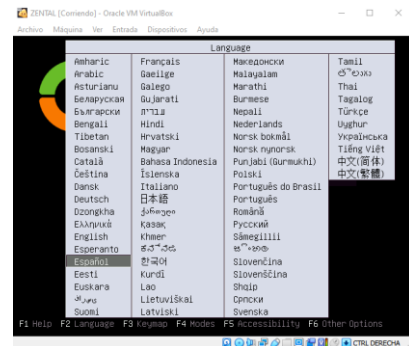 ZENTAL [Corriendo] - Oracle VM VirtualBox
Archivo Máquina Ver Entrada Dispositivos Ayuda
Language
Amharic
Arabic
Asturianu
Беларуская
Български
Bengali
Tibetan
Bosanski
Català
Čeština
Dansk
Deutsch
Dzongkha
Ελληνικά
English
Esperanto
Español
Eesti
Euskara
Suomi
Français
Gaeilge
Galego
Gujarati
עברית
Hindi
Hrvatski
Magyar
Bahasa Indonesia
Íslenska
Italiano
日本語
ქართული
Қазақ
Khmer
ಕನ್ನಡ
한국어
Kurdî
Lao
Lietuviškai
Latviski
Македонски
Malayalam
Marathi
Burmese
Nepali
Nederlands
Norsk bokmål
Norsk nynorsk
Punjabi (Gurmukhi)
Polski
Português do Brasil
Português
Română
Русский
Sámegillii
Slovenčina
Slovenščina
Shqip
Српски
Svenska
Tamil
తెలుగు
Thai
Tagalog
Türkçe
Uyghur
Українська
Tiếng Việt
中文(简体)
中文(繁體)
F1 Help F2 Language F3 Keymap F4 Modes F5 Accessibility F6 Other Options
CTRL DERECHA